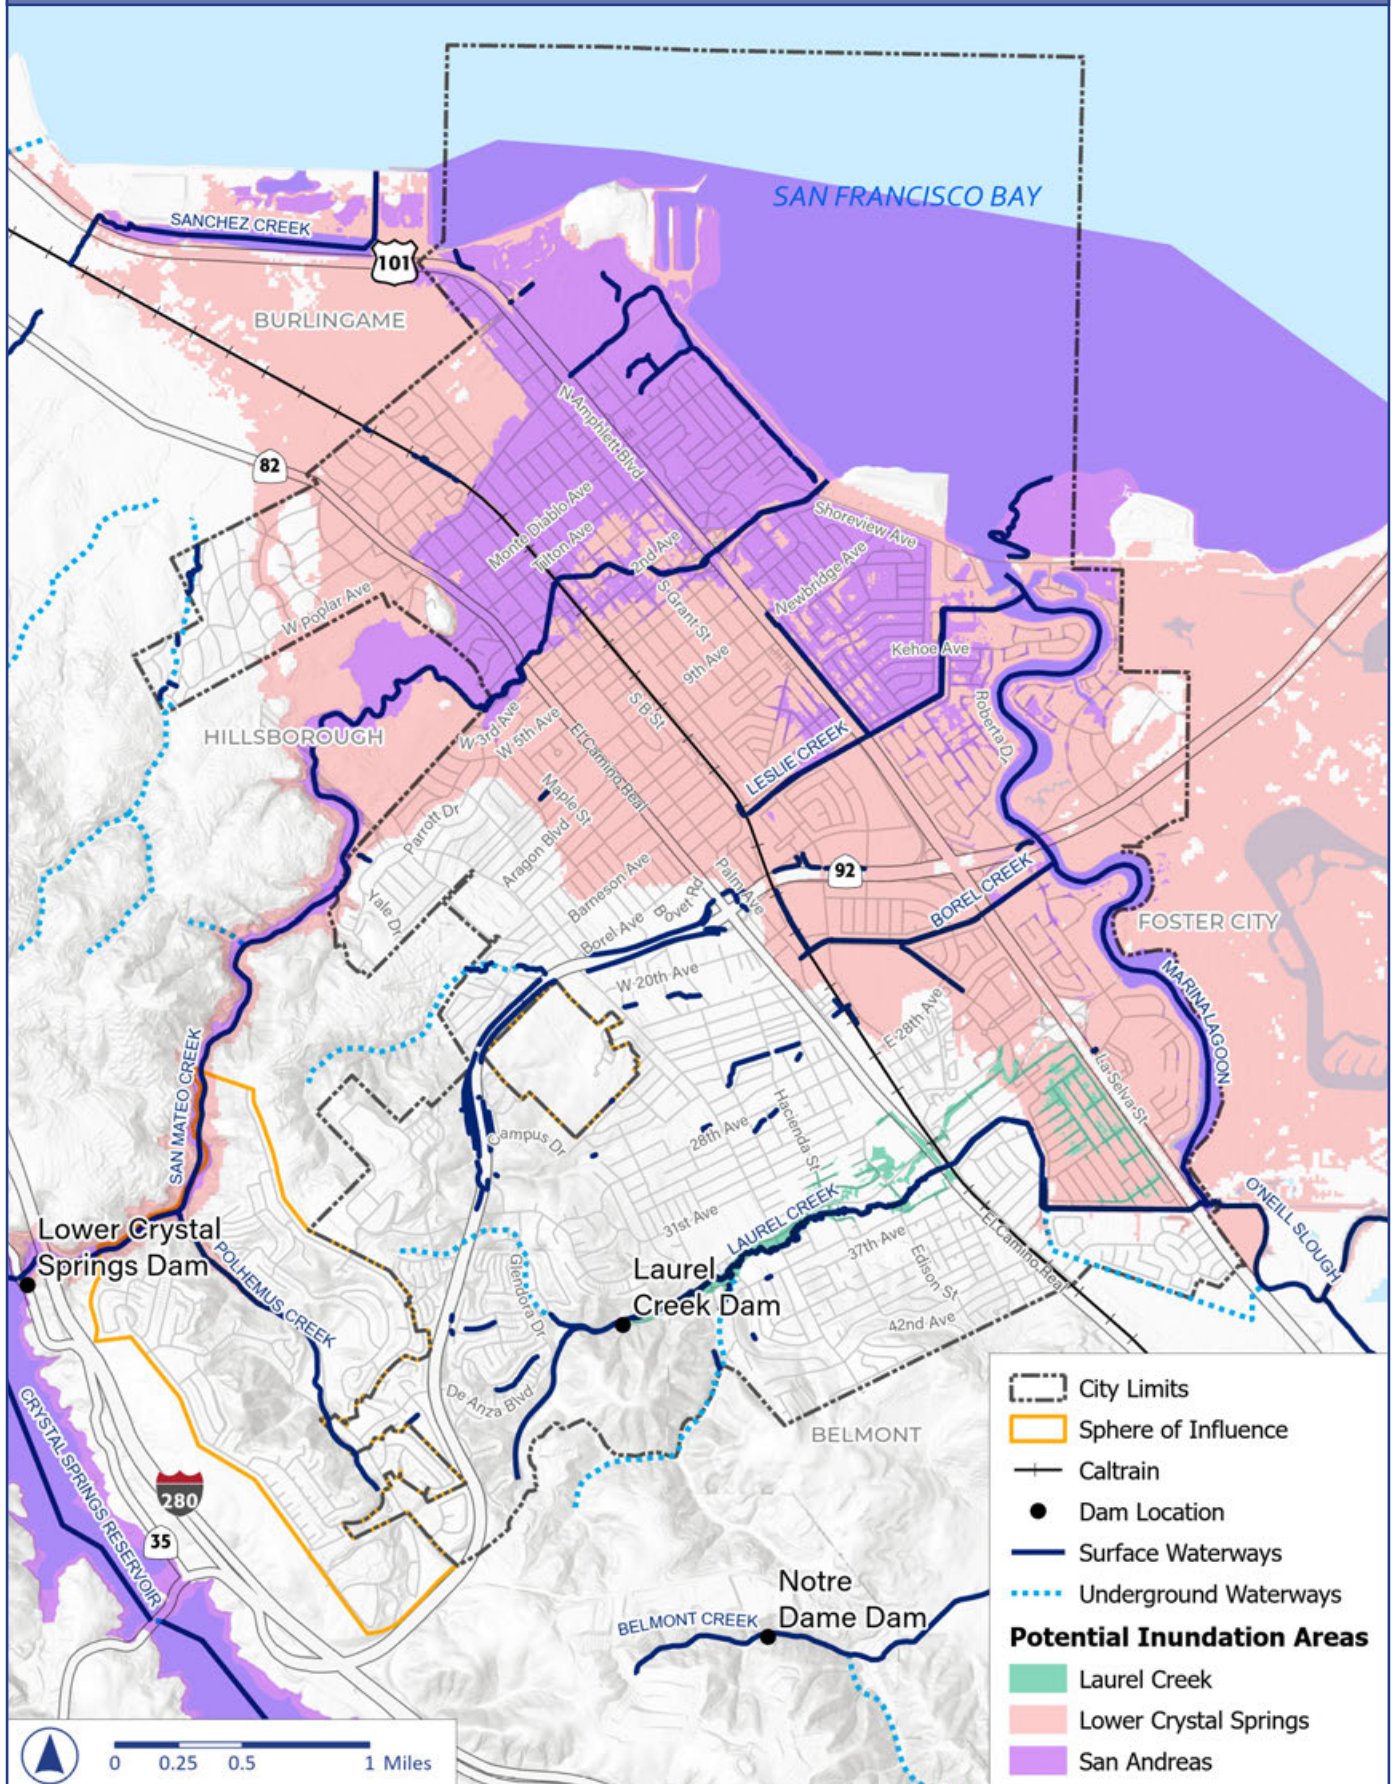 SAN FRANCISCO BAY
SANCHEZ CREEK
101
BURLINGAME
N Amphlett Blvd
82
Monte Diablo Ave
Tilton Ave
2nd Ave
Shoreview Ave
Newbridge Ave
W Poplar Ave
S Grant St
9th Ave
Kehoe Ave
HILLSBOROUGH
W 3rd Ave
W 5th Ave
S B St
El Camino Real
Roberta Dr
LESLIE CREEK
Maple St
Parrott Dr
Aragon Blvd
Barneson Ave
Palm Ave
92
Yale Dr
Bovet Rd
Borel Ave
BOREL CREEK
FOSTER CITY
W 20th Ave
MARINA LAGOON
E 28th Ave
SAN MATEO CREEK
La Selva St
Campus Dr
28th Ave
Hacienda St
LAUREL CREEK
31st Ave
37th Ave
El Camino Real
O'NEILL SLOUGH
Lower Crystal
Springs Dam
POLHEMUS CREEK
Glendora Dr
Laurel
Creek Dam
Edison St
42nd Ave
De Anza Blvd
BELMONT
CRYSTAL SPRINGS RESERVOIR
280
35
Notre
Dame Dam
BELMONT CREEK
City Limits
Sphere of Influence
Caltrain
Dam Location
Surface Waterways
Underground Waterways
Potential Inundation Areas
Laurel Creek
Lower Crystal Springs
San Andreas
0 0.25 0.5 1 Miles